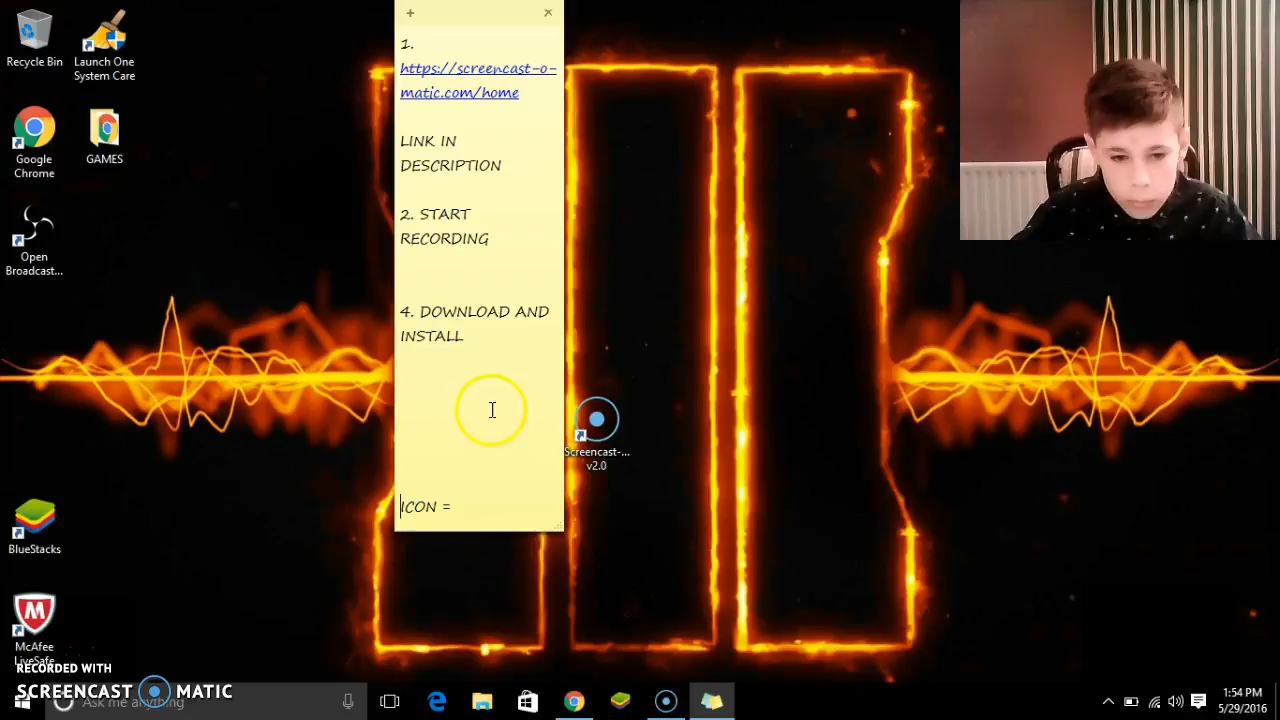 Recycle Bin
Launch One
System Care
Google
Chrome
GAMES
Open
Broadcast...
BlueStacks
McAfee
LiveSafe
1.
https://screencast-o-
matic.com/home
LINK IN
DESCRIPTION
2. START
RECORDING
4. DOWNLOAD AND
INSTALL
ICON =
Screencast-...
v2.0
RECORDED WITH
SCREENCAST MATIC
Ask me anything
1:54 PM
5/29/2016